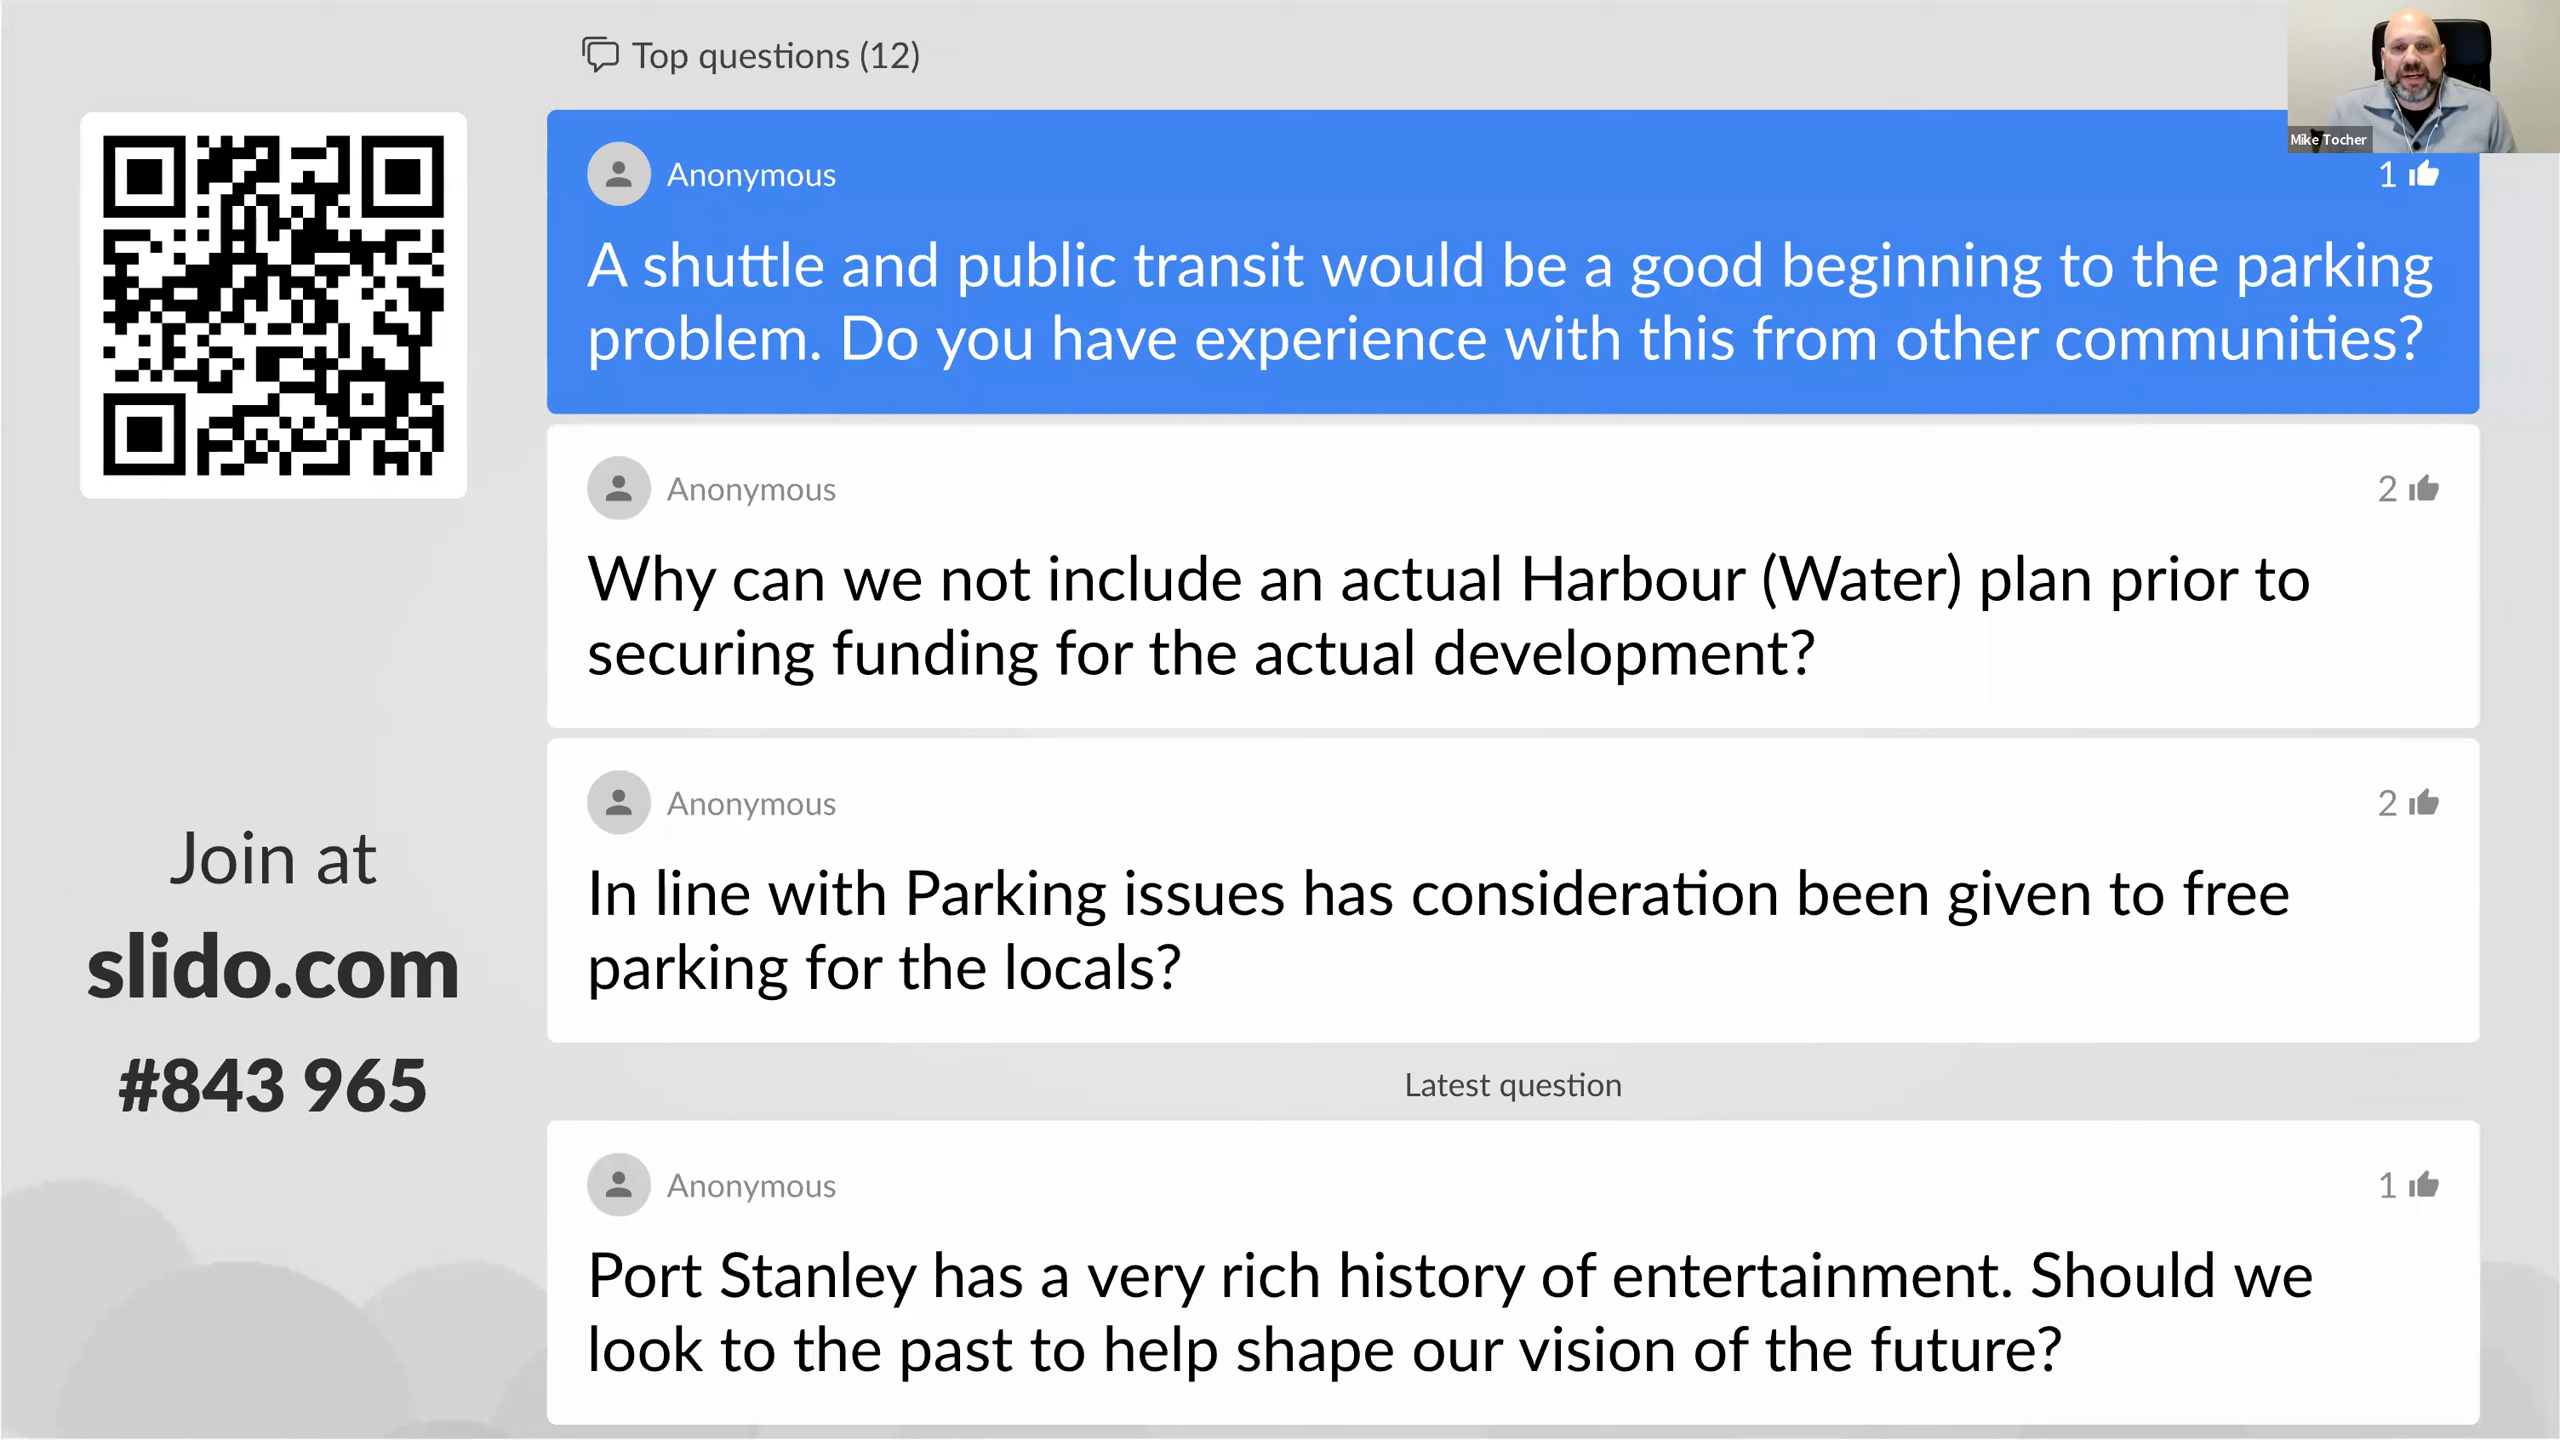 Top questions (12)
Mike Tocher
Anonymous
1
A shuttle and public transit would be a good beginning to the parking
problem. Do you have experience with this from other communities?
Anonymous
2
Why can we not include an actual Harbour (Water) plan prior to
securing funding for the actual development?
Anonymous
2
In line with Parking issues has consideration been given to free
parking for the locals?
Join at
slido.com
#843 965
Latest question
Anonymous
1
Port Stanley has a very rich history of entertainment. Should we
look to the past to help shape our vision of the future?